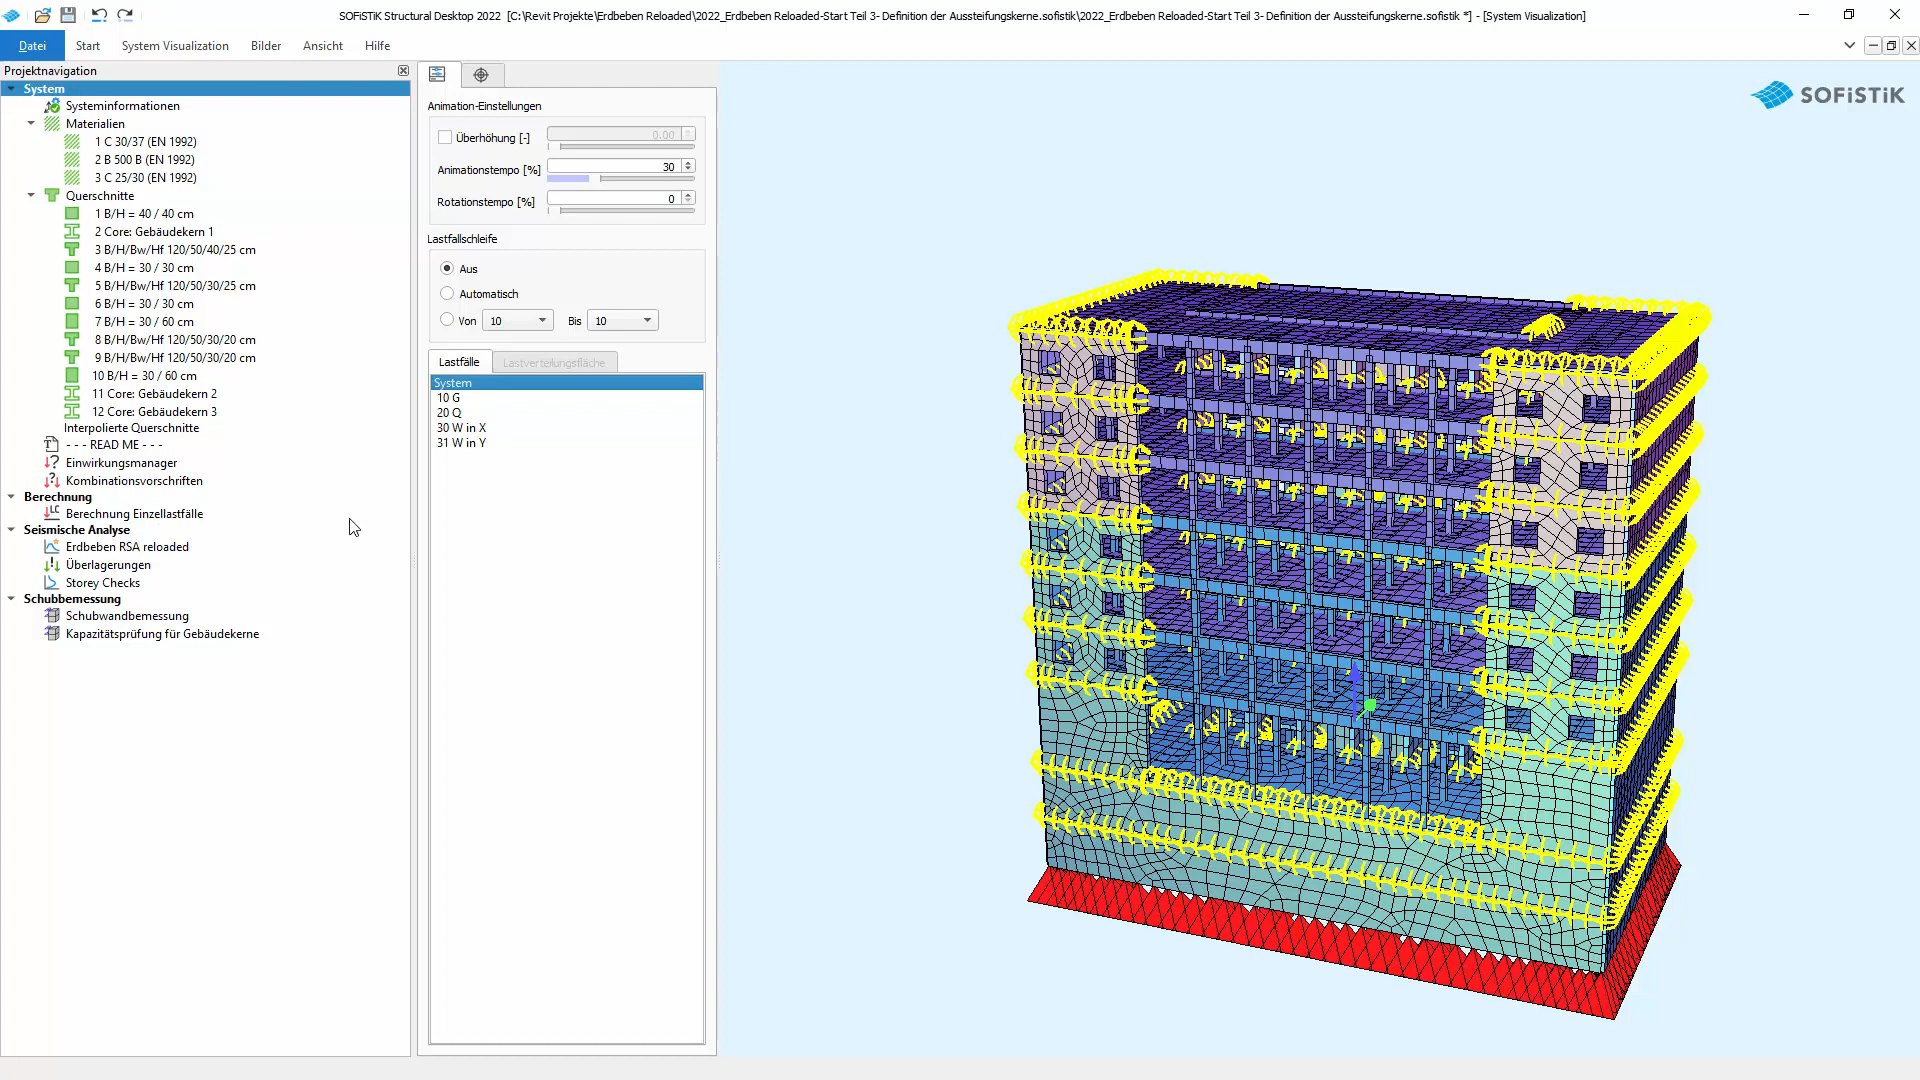 SOFiSTiK Structural Desktop 2022 [C:\Revit Projekte\Erdbeben Reloaded\2022_Erdbeben Reloaded-Start Teil 3- Definition der Aussteifungskerne.sofistik\2022_Erdbeben Reloaded-Start Teil 3- Definition der Aussteifungskerne.sofistik *] - [System Visualization]
Datei Start System Visualization Bilder Ansicht Hilfe
Projektnavigation
System
Systeminformationen
Materialien
1 C 30/37 (EN 1992)
2 B 500 B (EN 1992)
3 C 25/30 (EN 1992)
Querschnitte
1 B/H = 40 / 40 cm
2 Core: Gebäudekern 1
3 B/H/Bw/Hf 120/50/40/25 cm
4 B/H = 30 / 30 cm
5 B/H/Bw/Hf 120/50/30/25 cm
6 B/H = 30 / 30 cm
7 B/H = 30 / 60 cm
8 B/H/Bw/Hf 120/50/30/20 cm
9 B/H/Bw/Hf 120/50/30/20 cm
10 B/H = 30 / 60 cm
11 Core: Gebäudekern 2
12 Core: Gebäudekern 3
Interpolierte Querschnitte
- - - READ ME - - -
Einwirkungsmanager
Kombinationsvorschriften
Berechnung
Berechnung Einzellastfälle
Seismische Analyse
Erdbeben RSA reloaded
Überlagerungen
Storey Checks
Schubbemessung
Schubwandbemessung
Kapazitätsprüfung für Gebäudekerne
Animation-Einstellungen
Überhöhung [-] 0.00
Animationstempo [%] 30
Rotationstempo [%] 0
Lastfallschleife
Aus
Automatisch
Von 10 Bis 10
Lastfälle Lastverteilungsfläche
System
10 G
20 Q
30 W in X
31 W in Y
SOFiSTiK